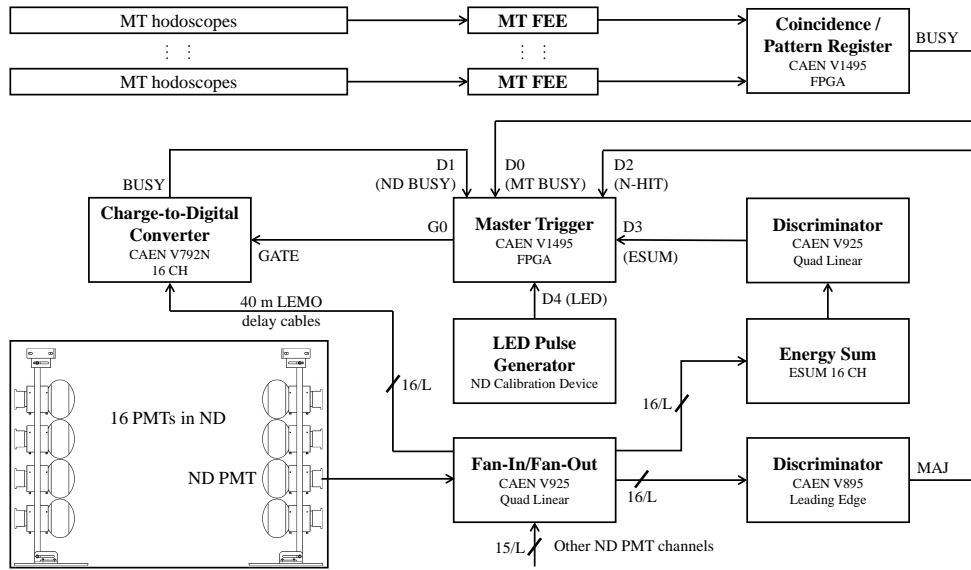 MT hodoscopes
MT FEE
Coincidence /
Pattern Register
CAEN V1495
FPGA
BUSY
MT hodoscopes
MT FEE
D1
(ND BUSY)
D0
(MT BUSY)
D2
(N-HIT)
BUSY
Charge-to-Digital
Converter
CAEN V792N
16 CH
G0
GATE
Master Trigger
CAEN V1495
FPGA
D3
(ESUM)
Discriminator
CAEN V925
Quad Linear
40 m LEMO
delay cables
D4 (LED)
LED Pulse
Generator
ND Calibration Device
Energy Sum
ESUM 16 CH
16/L
16/L
16 PMTs in ND
ND PMT
Fan-In/Fan-Out
CAEN V925
Quad Linear
16/L
Discriminator
CAEN V895
Leading Edge
MAJ
15/L
Other ND PMT channels